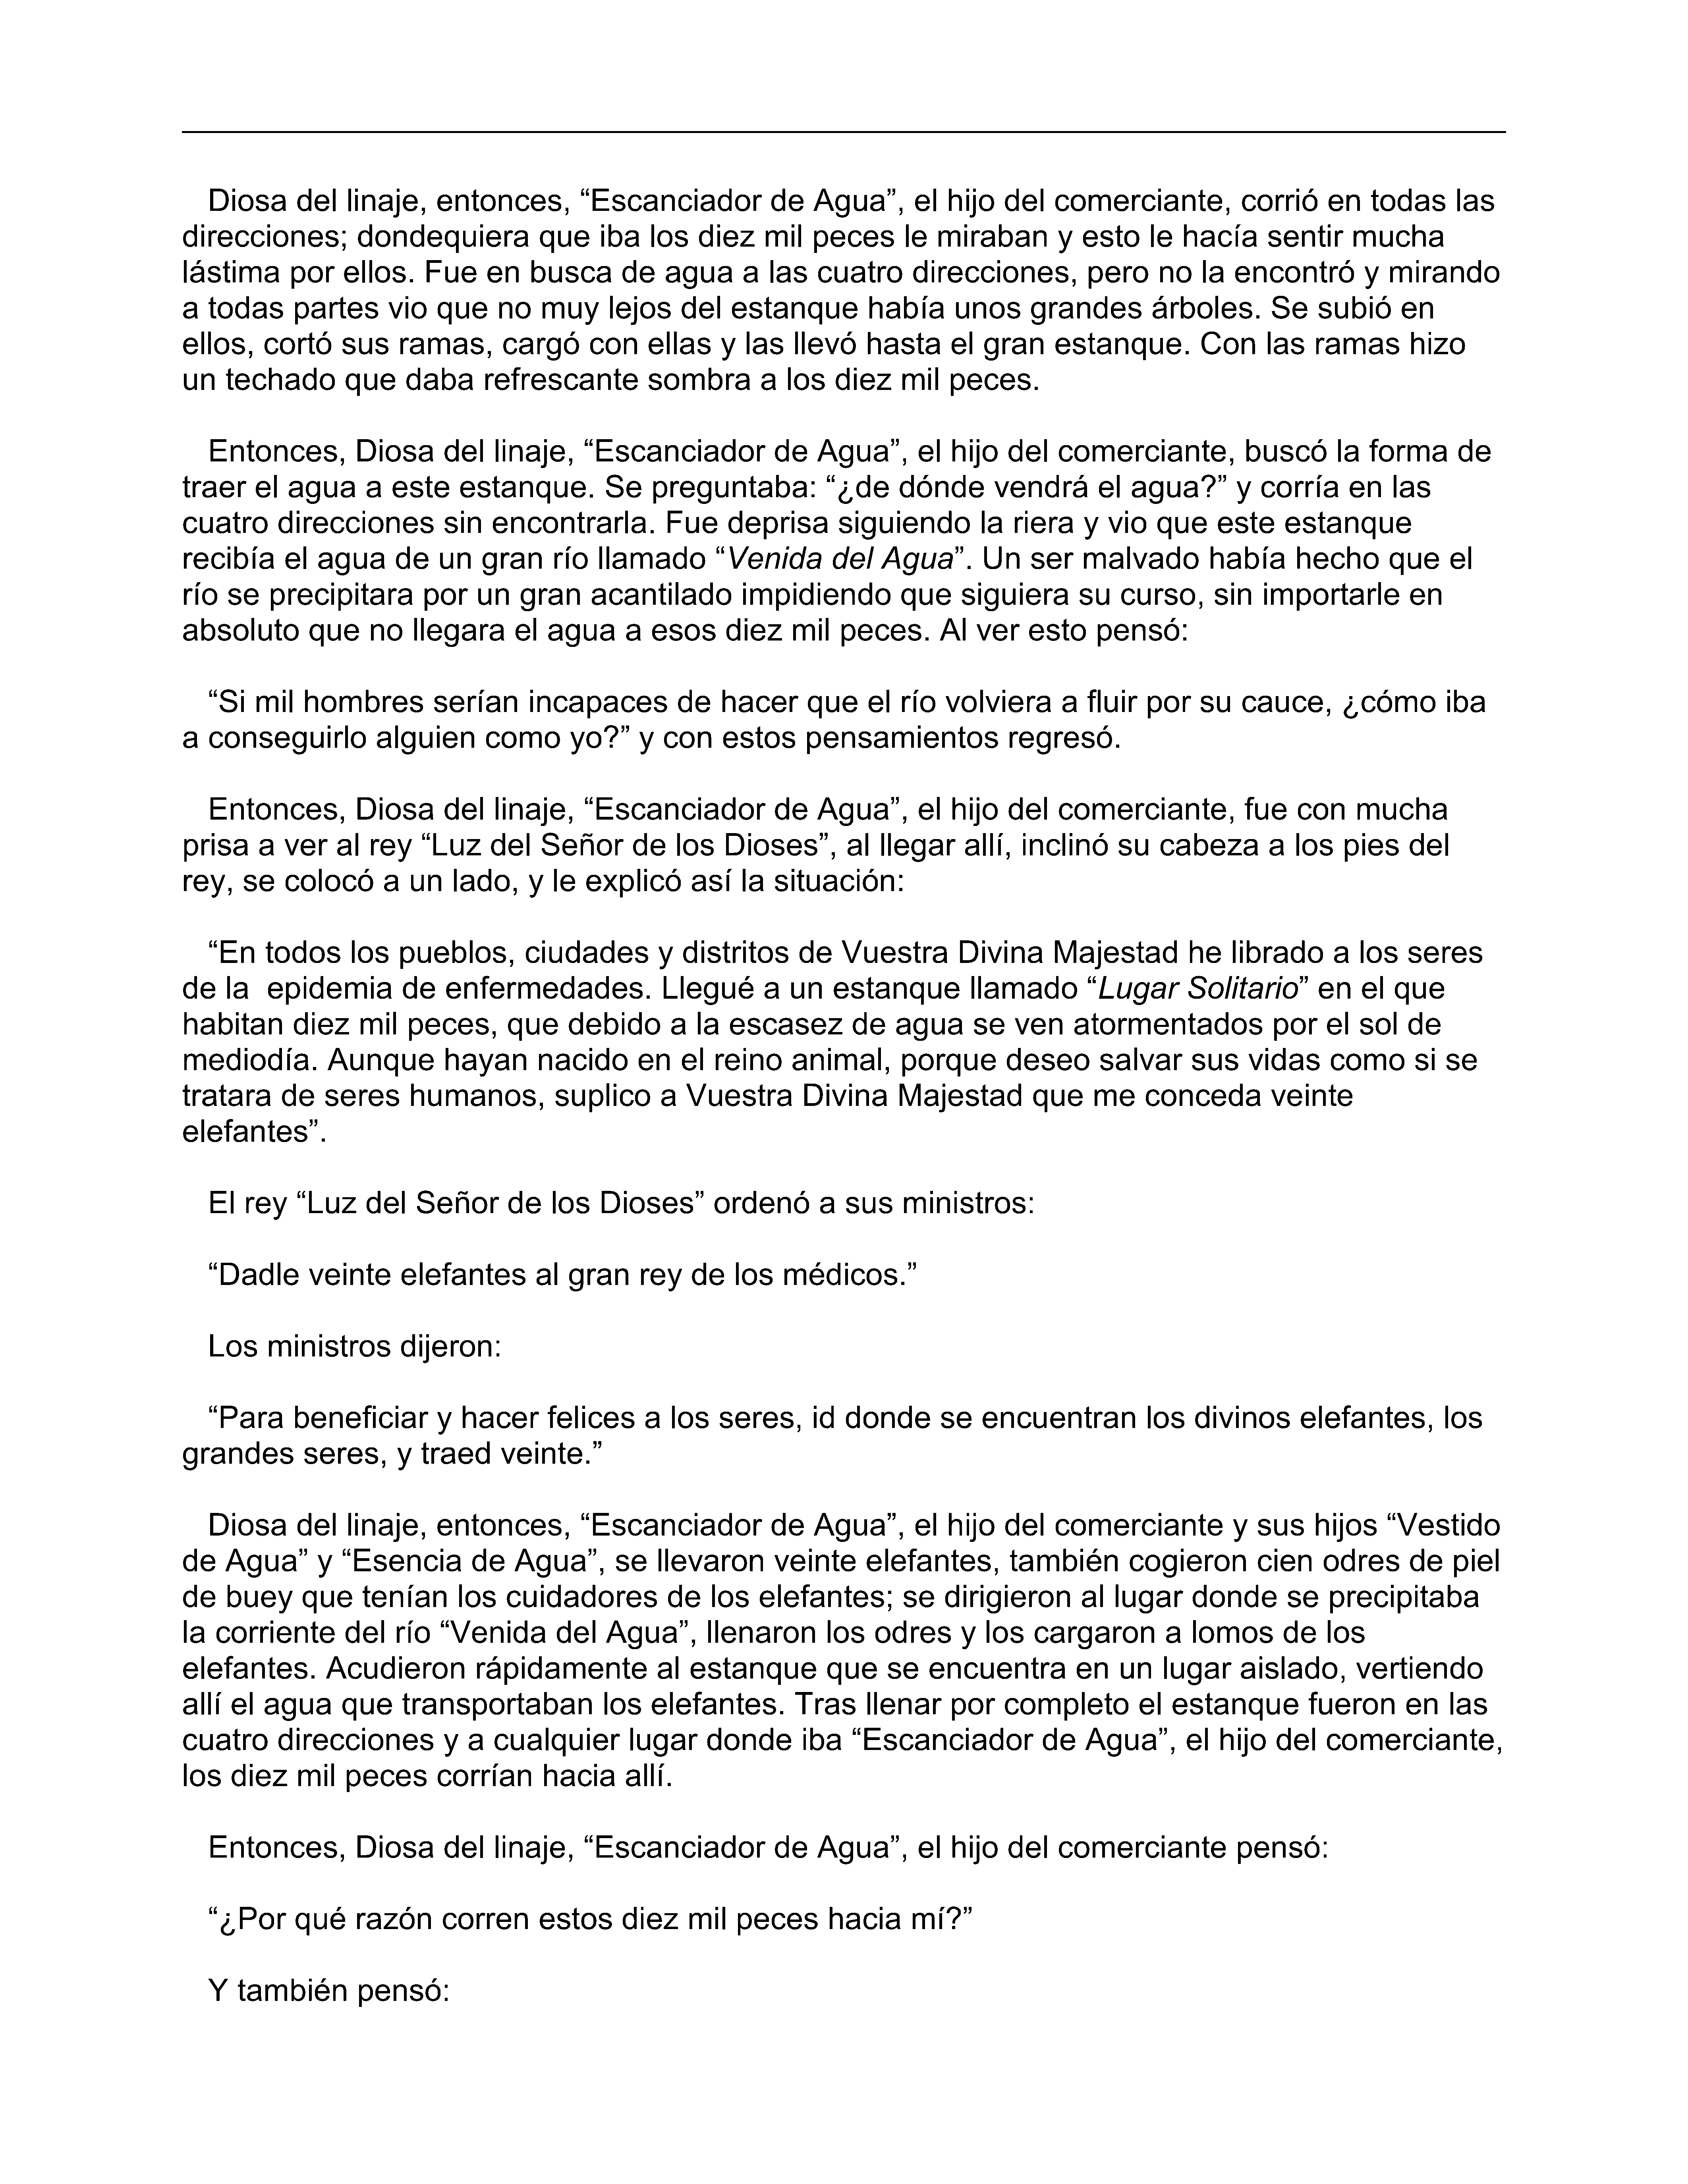 Diosa del linaje, entonces, “Escanciador de Agua”, el hijo del comerciante, corrió en todas las
direcciones; dondequiera que iba los diez mil peces le miraban y esto le hacía sentir mucha
lástima por ellos. Fue en busca de agua a las cuatro direcciones, pero no la encontró y mirando
a todas partes vio que no muy lejos del estanque había unos grandes árboles. Se subió en
ellos, cortó sus ramas, cargó con ellas y las llevó hasta el gran estanque. Con las ramas hizo
un techado que daba refrescante sombra a los diez mil peces.
Entonces, Diosa del linaje, “Escanciador de Agua”, el hijo del comerciante, buscó la forma de
traer el agua a este estanque. Se preguntaba: “¿de dónde vendrá el agua?” y corría en las
cuatro direcciones sin encontrarla. Fue deprisa siguiendo la riera y vio que este estanque
recibía el agua de un gran río llamado “Venida del Agua”. Un ser malvado había hecho que el
río se precipitara por un gran acantilado impidiendo que siguiera su curso, sin importarle en
absoluto que no llegara el agua a esos diez mil peces. Al ver esto pensó:
“Si mil hombres serían incapaces de hacer que el río volviera a fluir por su cauce, ¿cómo iba
a conseguirlo alguien como yo?” y con estos pensamientos regresó.
Entonces, Diosa del linaje, “Escanciador de Agua”, el hijo del comerciante, fue con mucha
prisa a ver al rey “Luz del Señor de los Dioses”, al llegar allí, inclinó su cabeza a los pies del
rey, se colocó a un lado, y le explicó así la situación:
“En todos los pueblos, ciudades y distritos de Vuestra Divina Majestad he librado a los seres
de la  epidemia de enfermedades. Llegué a un estanque llamado “Lugar Solitario” en el que
habitan diez mil peces, que debido a la escasez de agua se ven atormentados por el sol de
mediodía. Aunque hayan nacido en el reino animal, porque deseo salvar sus vidas como si se
tratara de seres humanos, suplico a Vuestra Divina Majestad que me conceda veinte
elefantes”.
El rey “Luz del Señor de los Dioses” ordenó a sus ministros:
“Dadle veinte elefantes al gran rey de los médicos.”
Los ministros dijeron:
“Para beneficiar y hacer felices a los seres, id donde se encuentran los divinos elefantes, los
grandes seres, y traed veinte.”
Diosa del linaje, entonces, “Escanciador de Agua”, el hijo del comerciante y sus hijos “Vestido
de Agua” y “Esencia de Agua”, se llevaron veinte elefantes, también cogieron cien odres de piel
de buey que tenían los cuidadores de los elefantes; se dirigieron al lugar donde se precipitaba
la corriente del río “Venida del Agua”, llenaron los odres y los cargaron a lomos de los
elefantes. Acudieron rápidamente al estanque que se encuentra en un lugar aislado, vertiendo
allí el agua que transportaban los elefantes. Tras llenar por completo el estanque fueron en las
cuatro direcciones y a cualquier lugar donde iba “Escanciador de Agua”, el hijo del comerciante,
los diez mil peces corrían hacia allí.
Entonces, Diosa del linaje, “Escanciador de Agua”, el hijo del comerciante pensó:
“¿Por qué razón corren estos diez mil peces hacia mí?”
Y también pensó: